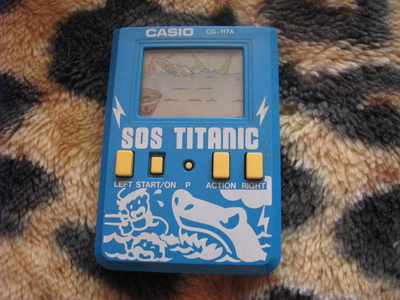 CASIO CG-117A
SOS TITANIC
LEFT START/ON P ACTION RIGHT